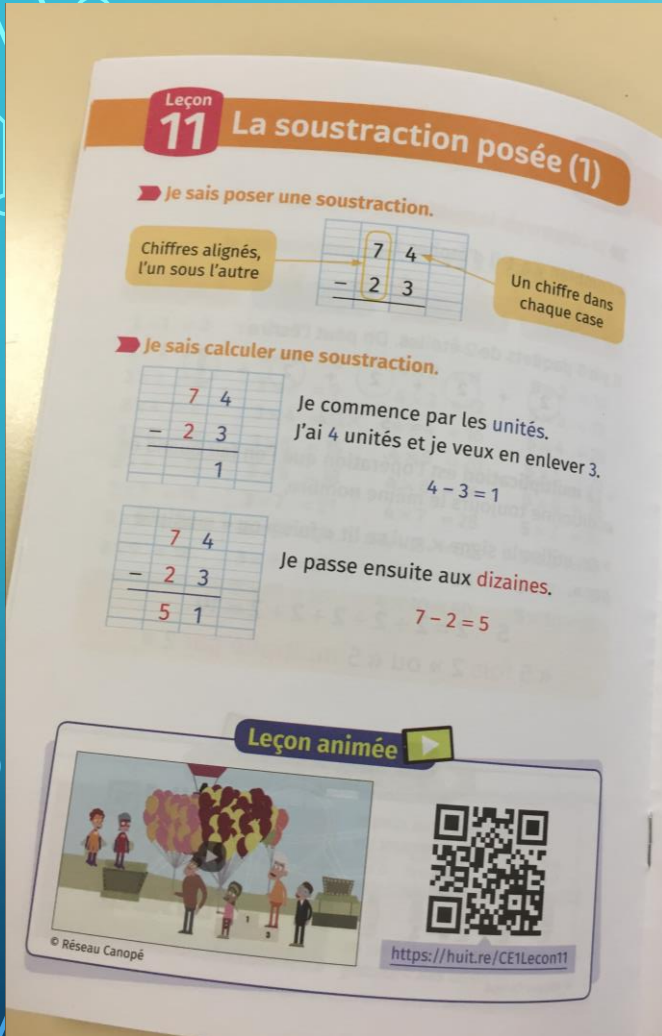 Leçon
11 La soustraction posée (1)
Je sais poser une soustraction.
Chiffres alignés,
l'un sous l'autre
7 4
- 2 3
Un chiffre dans
chaque case
Je sais calculer une soustraction.
7 4
- 2 3
1
Je commence par les unités.
J'ai 4 unités et je veux en enlever 3.
4 - 3 = 1
7 4
- 2 3
5 1
Je passe ensuite aux dizaines.
7 - 2 = 5
Leçon animée
1
3
© Réseau Canopé
https://huit.re/CE1Lecon11